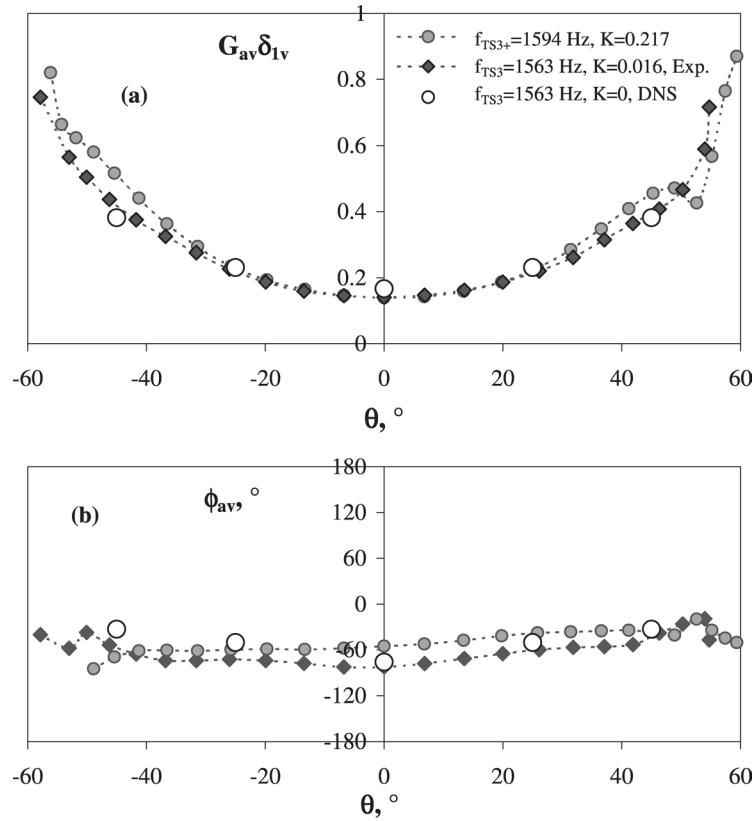 1
G_avδ_1v
f_TS3+=1594 Hz, K=0.217
f_TS3=1563 Hz, K=0.016, Exp.
f_TS3=1563 Hz, K=0, DNS
(a)
0.8
0.6
0.4
0.2
0
-60 -40 -20 0 20 40 60
θ, °
180
ϕ_av, °
(b)
120
60
0
-60
-120
-180
-60 -40 -20 0 20 40 60
θ, °